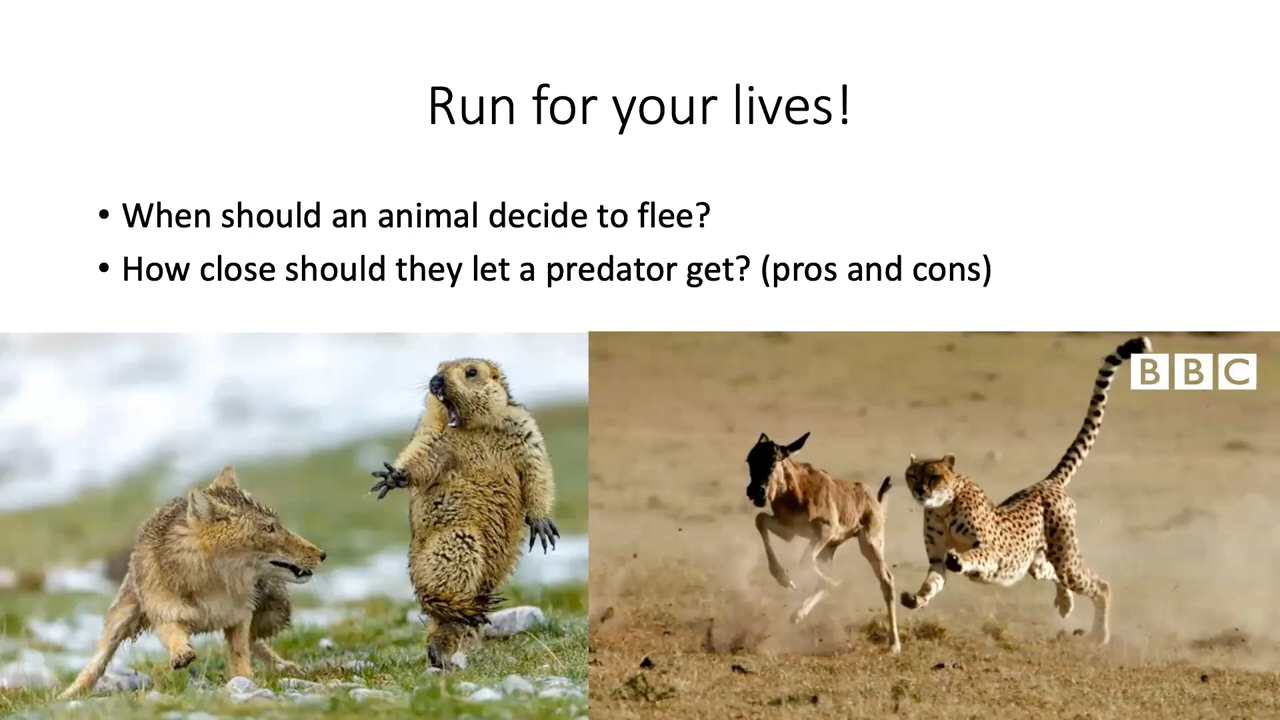 Run for your lives!
• When should an animal decide to flee?
• How close should they let a predator get? (pros and cons)
BBC